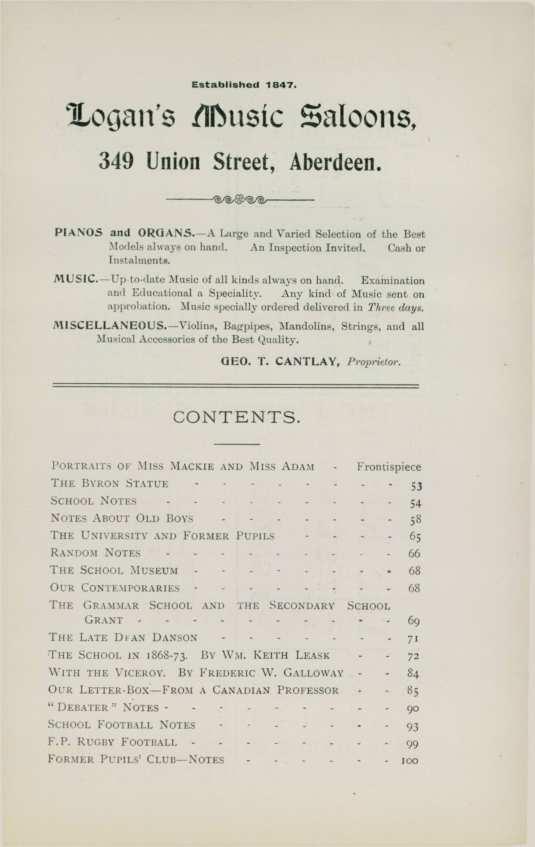 Established 1847.
Logan's Music Saloons,
349 Union Street, Aberdeen.
PIANOS and ORGANS.—A Large and Varied Selection of the Best
Models always on hand. An Inspection Invited. Cash or
Instalments.
MUSIC.—Up-to-date Music of all kinds always on hand. Examination
and Educational a Speciality. Any kind of Music sent on
approbation. Music specially ordered delivered in Three days.
MISCELLANEOUS.—Violins, Bagpipes, Mandolins, Strings, and all
Musical Accessories of the Best Quality.
GEO. T. CANTLAY, Proprietor.
CONTENTS.
PORTRAITS OF MISS MACKIE AND MISS ADAM - Frontispiece
THE BYRON STATUE - - - - - - - - 53
SCHOOL NOTES - - - - - - - - - 54
NOTES ABOUT OLD BOYS - - - - - - - 58
THE UNIVERSITY AND FORMER PUPILS - - - - 65
RANDOM NOTES - - - - - - - - - 66
THE SCHOOL MUSEUM - - - - - - - - 68
OUR CONTEMPORARIES - - - - - - - - 68
THE GRAMMAR SCHOOL AND THE SECONDARY SCHOOL
GRANT - - - - - - - - - - 69
THE LATE DEAN DANSON - - - - - - - 71
THE SCHOOL IN 1868-73. BY WM. KEITH LEASK - - 72
WITH THE VICEROY. BY FREDERIC W. GALLOWAY - - 84
OUR LETTER-BOX—FROM A CANADIAN PROFESSOR - - 85
"DEBATER" NOTES - - - - - - - - - 90
SCHOOL FOOTBALL NOTES - - - - - - - 93
F.P. RUGBY FOOTBALL - - - - - - - - 99
FORMER PUPILS' CLUB—NOTES - - - - - - 100